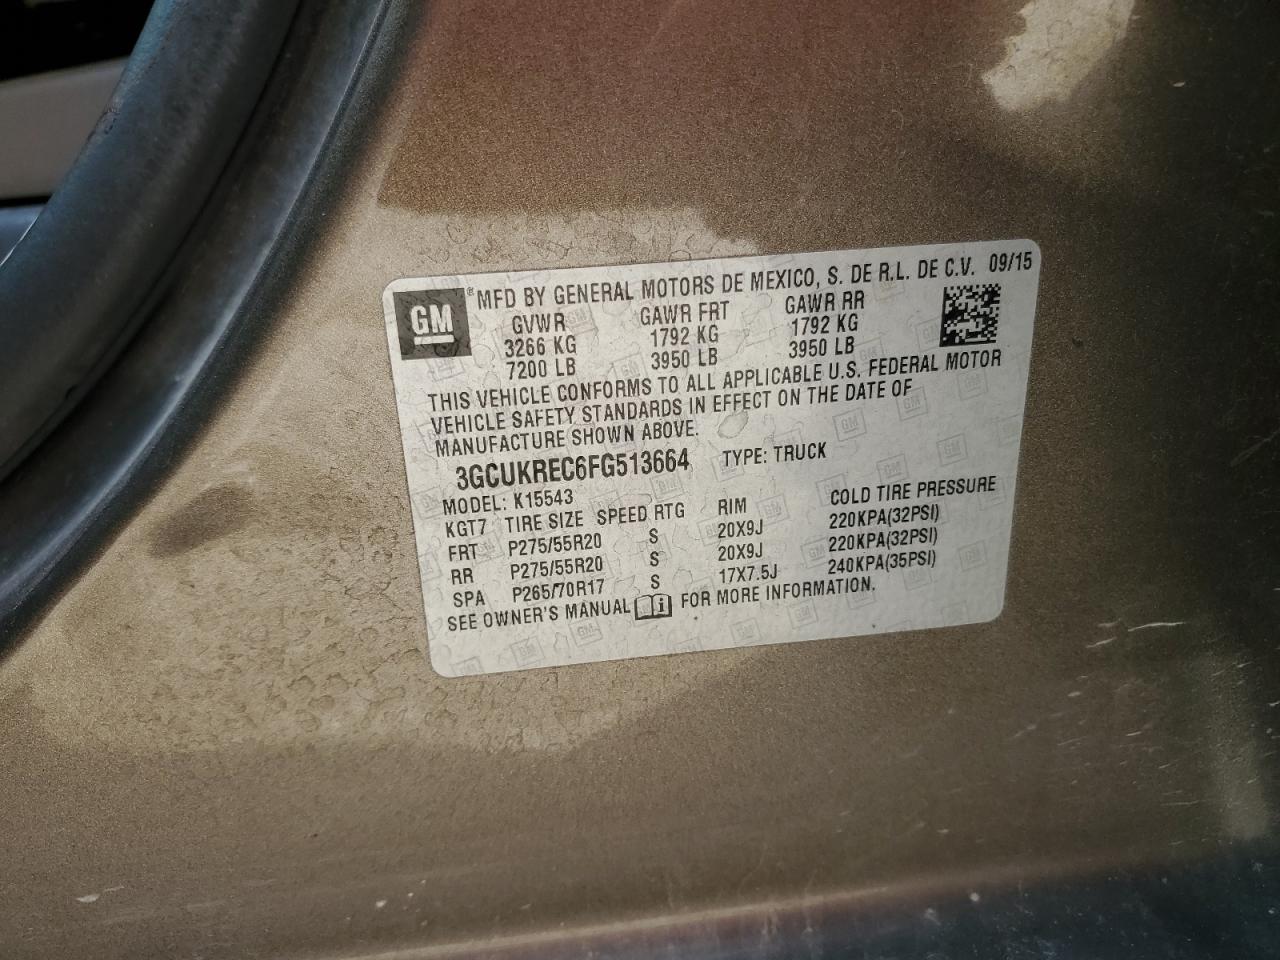 GM ® MFD BY GENERAL MOTORS DE MEXICO, S. DE R.L. DE C.V. 09/15
GVWR GAWR FRT GAWR RR
3266 KG 1792 KG 1792 KG
7200 LB 3950 LB 3950 LB
THIS VEHICLE CONFORMS TO ALL APPLICABLE U.S. FEDERAL MOTOR
VEHICLE SAFETY STANDARDS IN EFFECT ON THE DATE OF
MANUFACTURE SHOWN ABOVE.
3GCUKREC6FG513664 TYPE: TRUCK
MODEL: K15543
KGT7 TIRE SIZE SPEED RTG RIM COLD TIRE PRESSURE
FRT P275/55R20 S 20X9J 220KPA(32PSI)
RR P275/55R20 S 20X9J 220KPA(32PSI)
SPA P265/70R17 S 17X7.5J 240KPA(35PSI)
SEE OWNER'S MANUAL i FOR MORE INFORMATION.